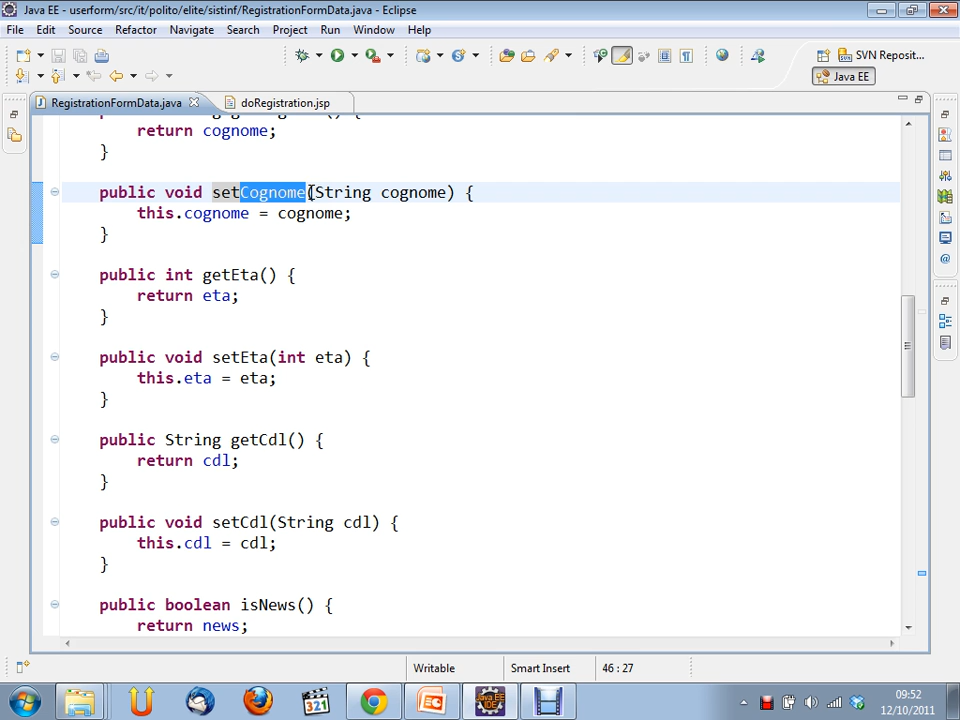 Java EE - userform/src/it/polito/elite/sistinf/RegistrationFormData.java - Eclipse
File Edit Source Refactor Navigate Search Project Run Window Help
SVN Reposit...
Java EE
RegistrationFormData.java
doRegistration.jsp
return cognome;
}
public void setCognome(String cognome) {
this.cognome = cognome;
}
public int getEta() {
return eta;
}
public void setEta(int eta) {
this.eta = eta;
}
public String getCdl() {
return cdl;
}
public void setCdl(String cdl) {
this.cdl = cdl;
}
public boolean isNews() {
return news;
Writable
Smart Insert
46 : 27
321
Java EE
IDE
09:52
12/10/2011